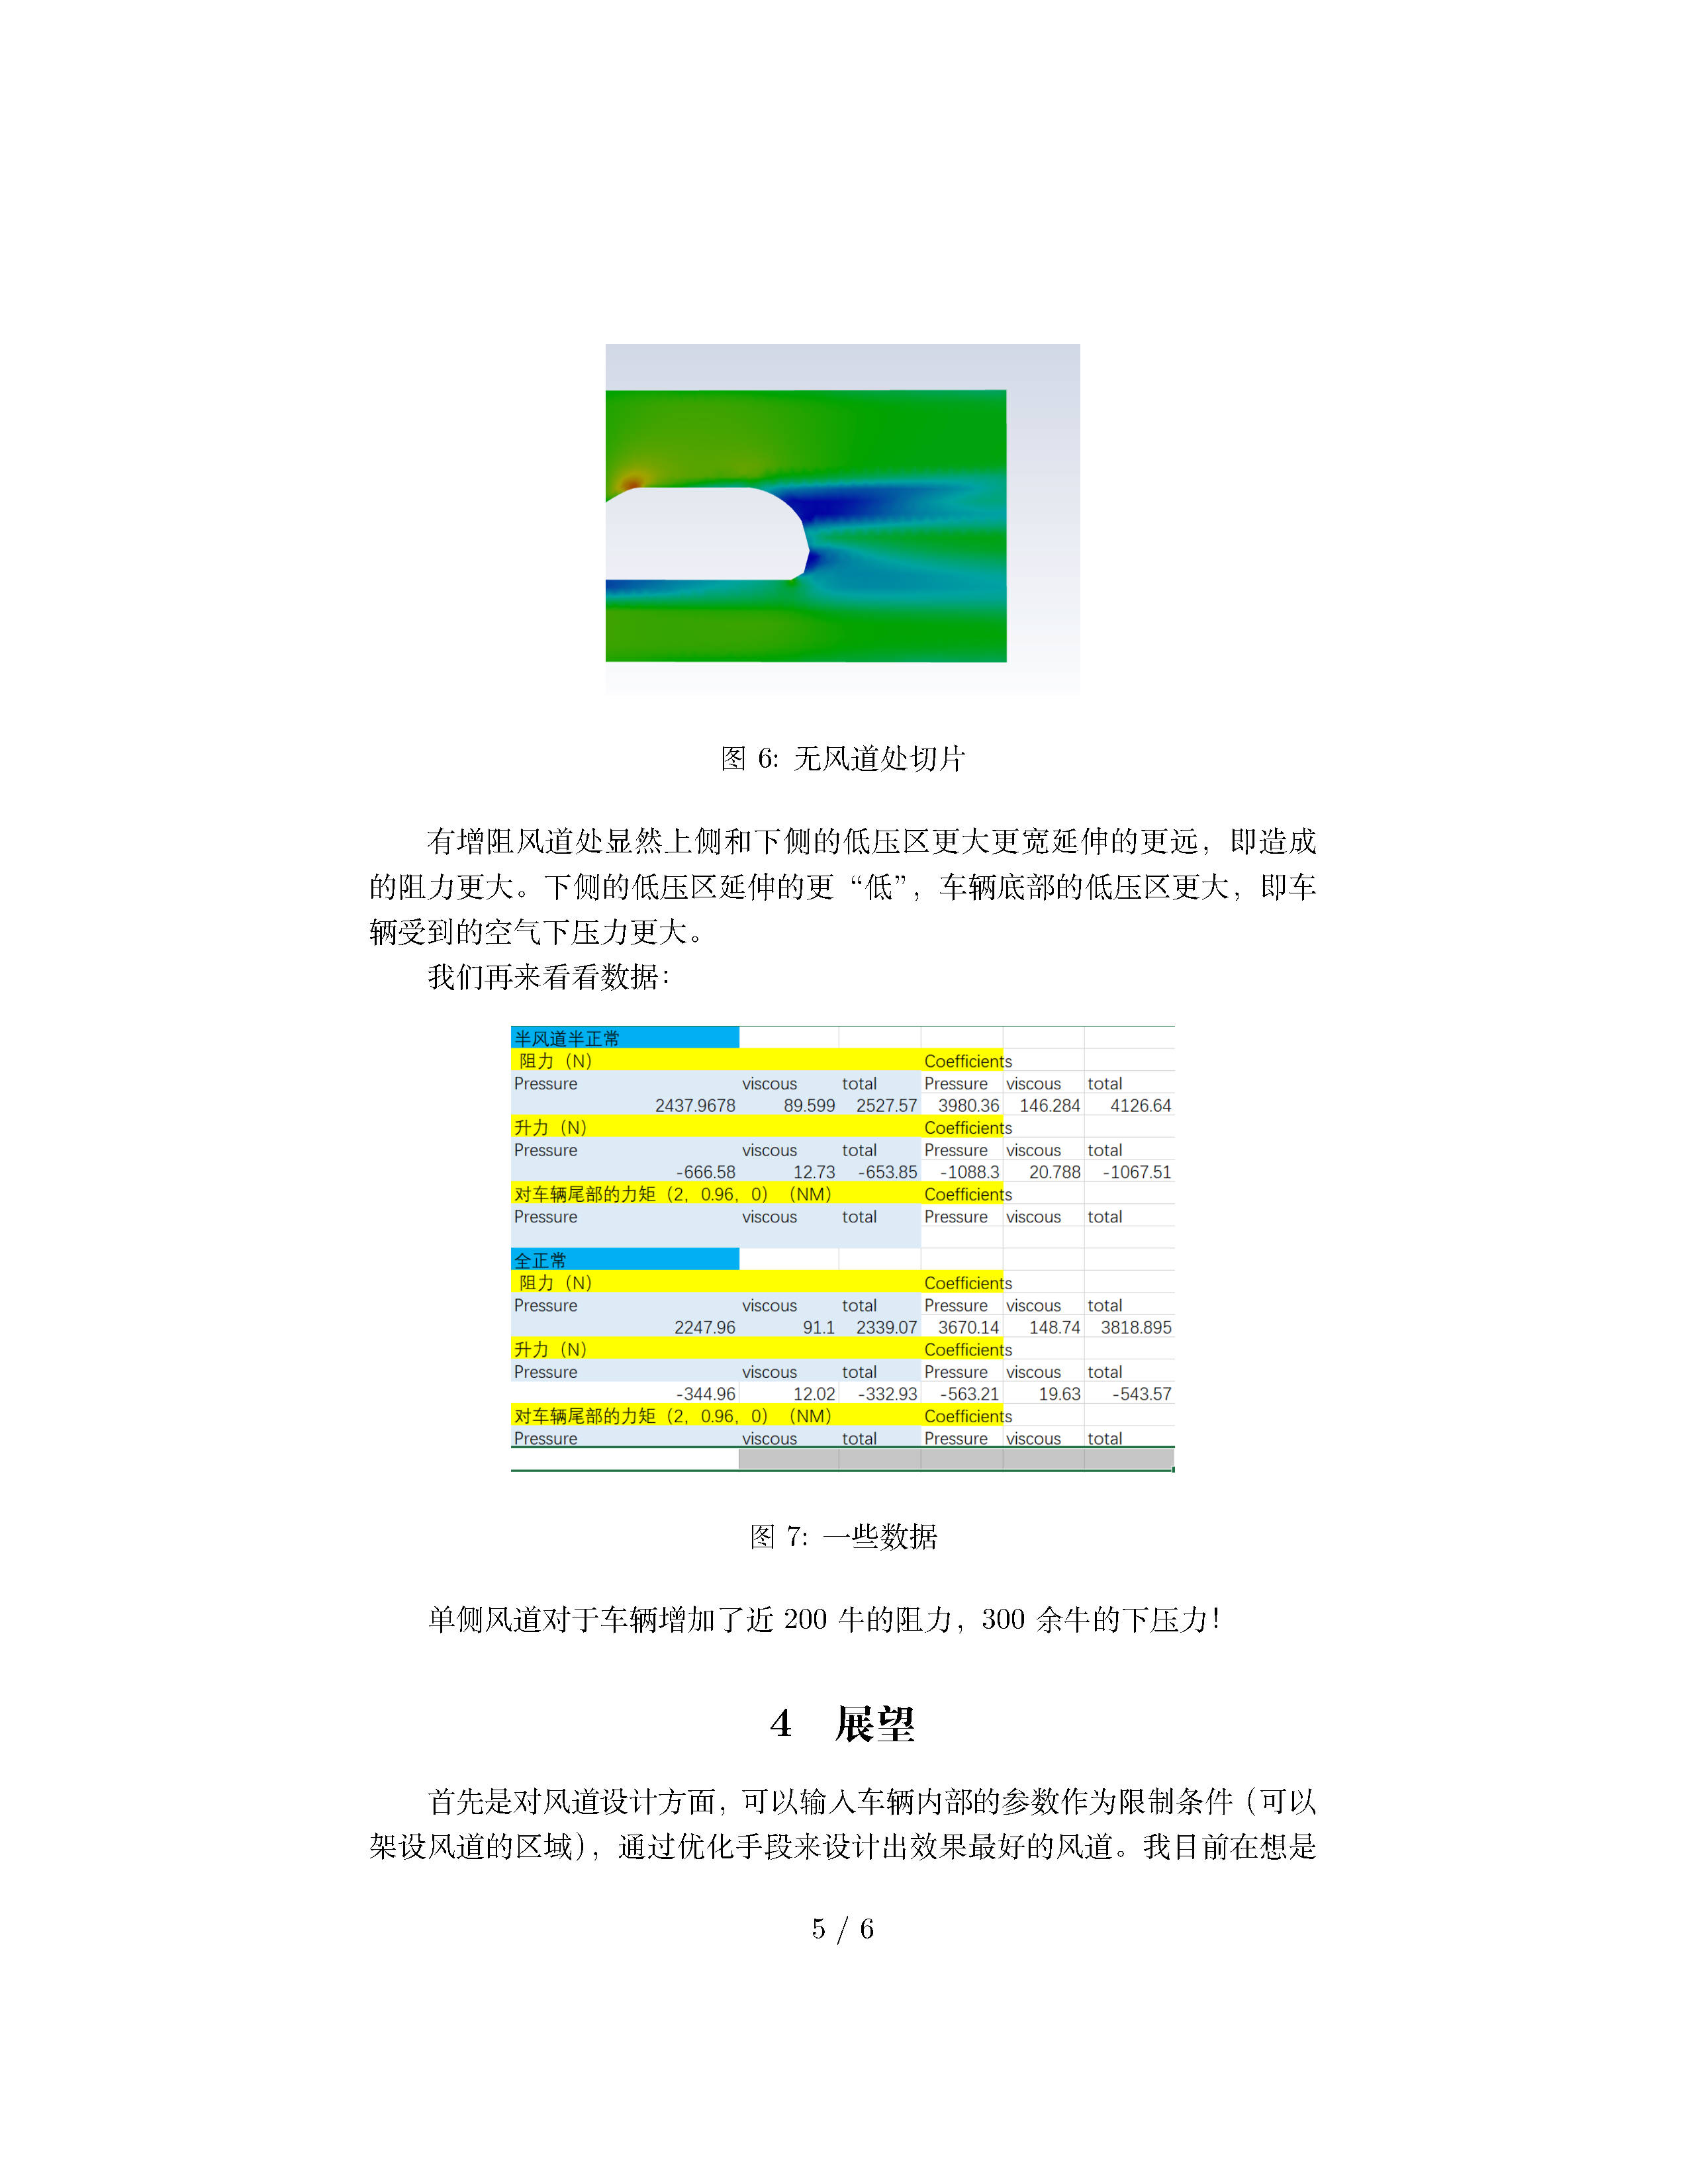 图 6: 无风道处切片
有增阻风道处显然上侧和下侧的低压区更大更宽延伸的更远，即造成
的阻力更大。下侧的低压区延伸的更“低”，车辆底部的低压区更大，即车
辆受到的空气下压力更大。
我们再来看看数据：
半风道半正常
阻力（N） Coefficients
Pressure viscous total Pressure viscous total
2437.9678 89.599 2527.57 3980.36 146.284 4126.64
升力（N） Coefficients
Pressure viscous total Pressure viscous total
-666.58 12.73 -653.85 -1088.3 20.788 -1067.51
对车辆尾部的力矩（2，0.96，0）（NM） Coefficients
Pressure viscous total Pressure viscous total
全正常
阻力（N） Coefficients
Pressure viscous total Pressure viscous total
2247.96 91.1 2339.07 3670.14 148.74 3818.895
升力（N） Coefficients
Pressure viscous total Pressure viscous total
-344.96 12.02 -332.93 -563.21 19.63 -543.57
对车辆尾部的力矩（2，0.96，0）（NM） Coefficients
Pressure viscous total Pressure viscous total
图 7: 一些数据
单侧风道对于车辆增加了近 200 牛的阻力，300 余牛的下压力！
4 展望
首先是对风道设计方面，可以输入车辆内部的参数作为限制条件（可以
架设风道的区域），通过优化手段来设计出效果最好的风道。我目前在想是
5 / 6